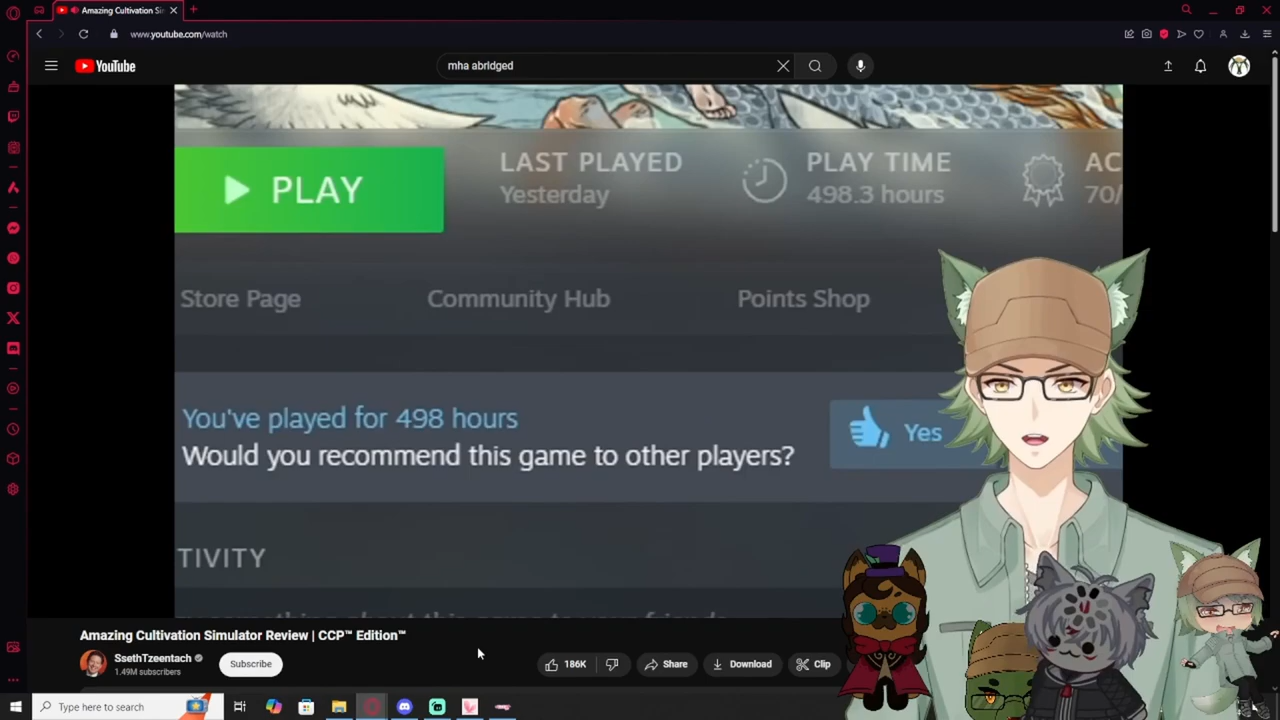 Amazing Cultivation Sim
www.youtube.com/watch
YouTube
mha abridged
PLAY
LAST PLAYED
Yesterday
PLAY TIME
498.3 hours
AC
70/
Store Page
Community Hub
Points Shop
You've played for 498 hours
Would you recommend this game to other players?
Yes
TIVITY
Amazing Cultivation Simulator Review | CCP™ Edition™
SsethTzeentach
1.49M subscribers
Subscribe
186K
Share
Download
Clip
Type here to search